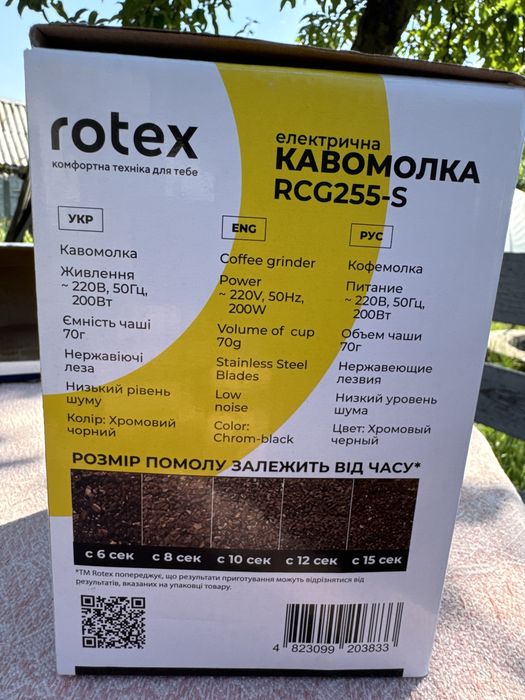 rotex
комфортна техніка для тебе
електрична
КАВОМОЛКА
RCG255-S
УКР
Кавомолка
Живлення
~ 220В, 50Гц,
200Вт
Ємність чаші
70г
Нержавіючі
леза
Низький рівень
шуму
Колір: Хромовий
чорний
ENG
Coffee grinder
Power
~ 220V, 50Hz,
200W
Volume of cup
70g
Stainless Steel
Blades
Low
noise
Color:
Chrom-black
РУС
Кофемолка
Питание
~ 220В, 50Гц,
200Вт
Объем чаши
70г
Нержавеющие
лезвия
Низкий уровень
шума
Цвет: Хромовый
черный
РОЗМІР ПОМОЛУ ЗАЛЕЖИТЬ ВІД ЧАСУ*
с 6 сек с 8 сек с 10 сек с 12 сек с 15 сек
*ТМ Rotex попереджує, що результати приготування можуть відрізнятися від
результатів, вказаних на упаковці товару.
4 823099 203833